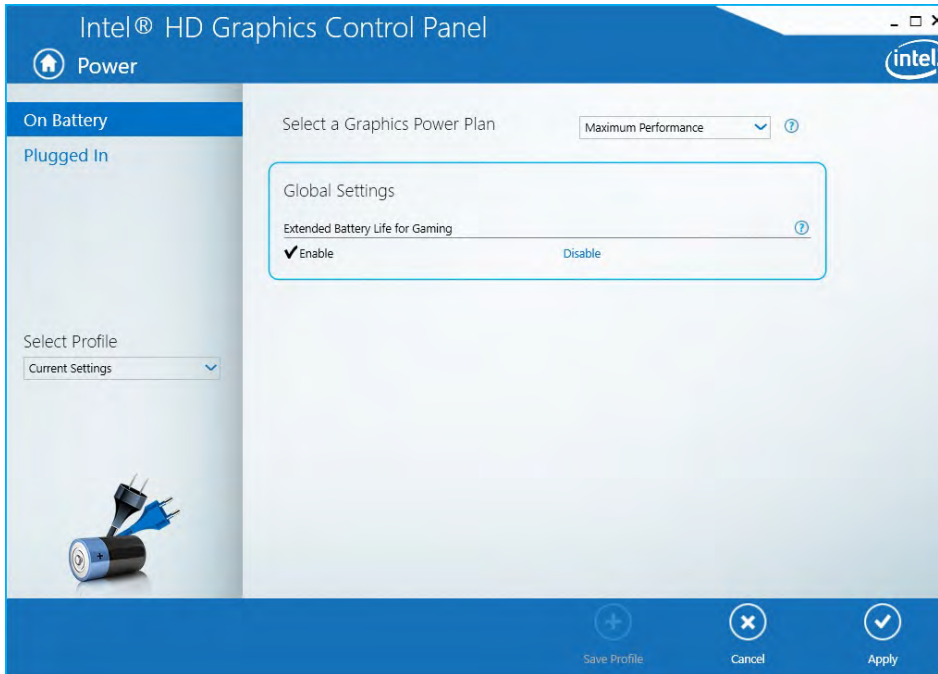 Intel® HD Graphics Control Panel
Power
intel
On Battery
Plugged In
Select Profile
Current Settings
Select a Graphics Power Plan
Maximum Performance
?
Global Settings
Extended Battery Life for Gaming
?
Enable
Disable
Save Profile
Cancel
Apply